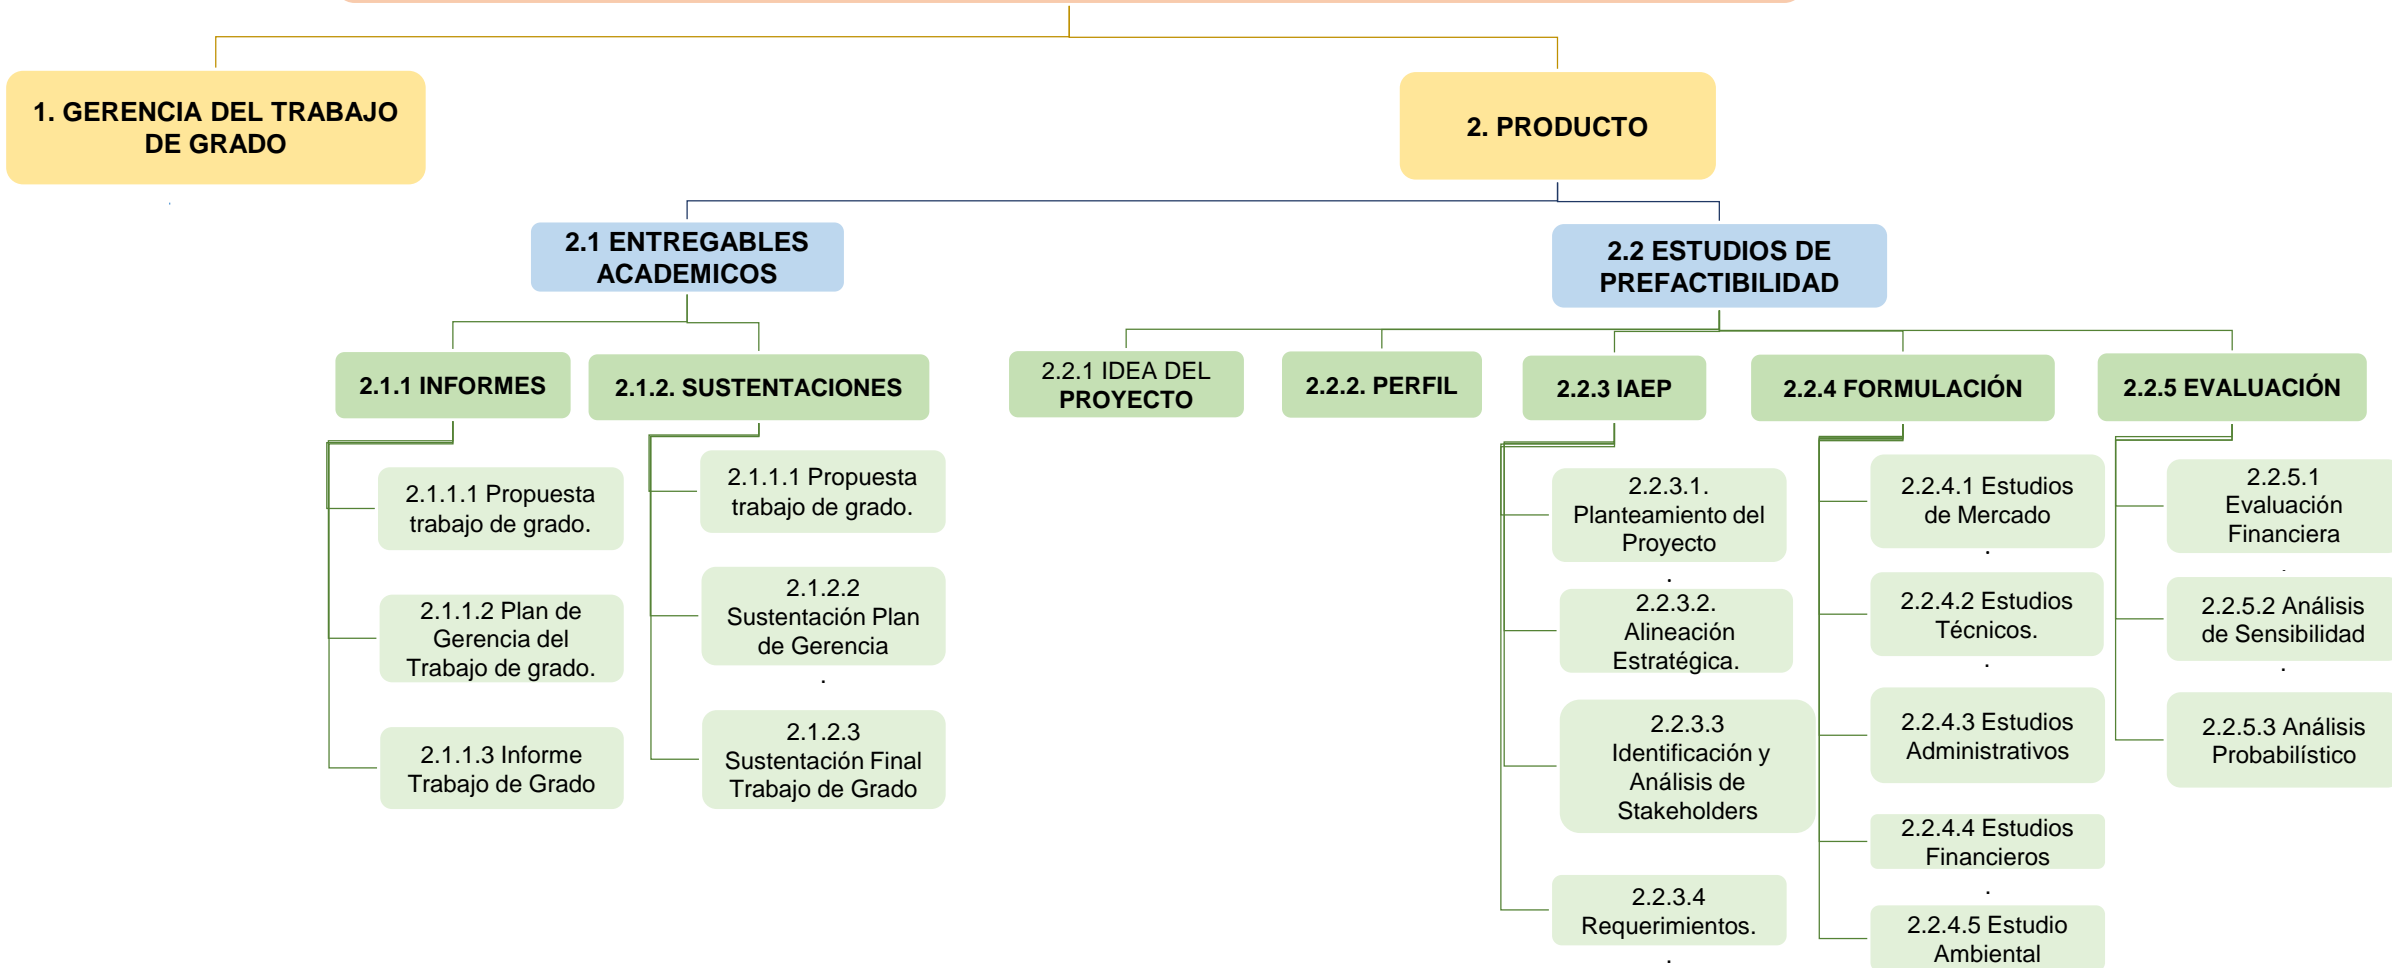 1. GERENCIA DEL TRABAJO
DE GRADO
2. PRODUCTO
2.1 ENTREGABLES
ACADEMICOS
2.2 ESTUDIOS DE
PREFACTIBILIDAD
2.1.1 INFORMES
2.1.2. SUSTENTACIONES
2.2.1 IDEA DEL
PROYECTO
2.2.2. PERFIL
2.2.3 IAEP
2.2.4 FORMULACIÓN
2.2.5 EVALUACIÓN
2.1.1.1 Propuesta
trabajo de grado.
2.1.1.2 Plan de
Gerencia del
Trabajo de grado.
2.1.1.3 Informe
Trabajo de Grado
2.1.1.1 Propuesta
trabajo de grado.
2.1.2.2
Sustentación Plan
de Gerencia
.
2.1.2.3
Sustentación Final
Trabajo de Grado
2.2.3.1.
Planteamiento del
Proyecto
.
2.2.3.2.
Alineación
Estratégica.
2.2.3.3
Identificación y
Análisis de
Stakeholders
2.2.3.4
Requerimientos.
.
2.2.4.1 Estudios
de Mercado
.
2.2.4.2 Estudios
Técnicos.
.
2.2.4.3 Estudios
Administrativos
2.2.4.4 Estudios
Financieros
.
2.2.4.5 Estudio
Ambiental
2.2.5.1
Evaluación
Financiera
.
2.2.5.2 Análisis
de Sensibilidad
.
2.2.5.3 Análisis
Probabilístico